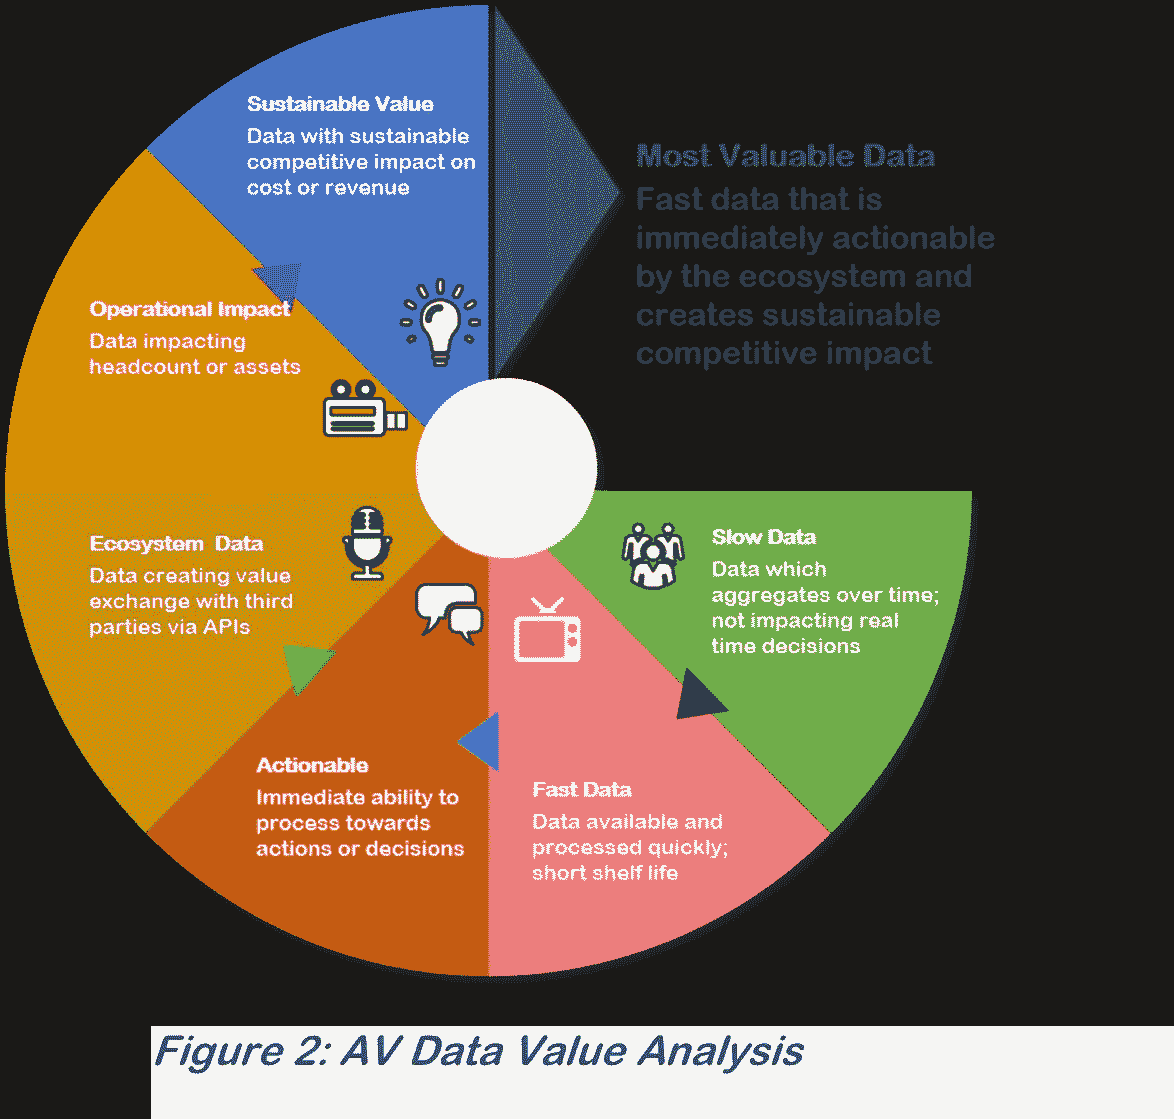 Sustainable Value
Data with sustainable
competitive impact on
cost or revenue
Most Valuable Data
Fast data that is
immediately actionable
by the ecosystem and
creates sustainable
competitive impact
Operational Impact
Data impacting
headcount or assets
Ecosystem Data
Data creating value
exchange with third
parties via APIs
Slow Data
Data which
aggregates over time;
not impacting real
time decisions
Actionable
Immediate ability to
process towards
actions or decisions
Fast Data
Data available and
processed quickly;
short shelf life
Figure 2: AV Data Value Analysis